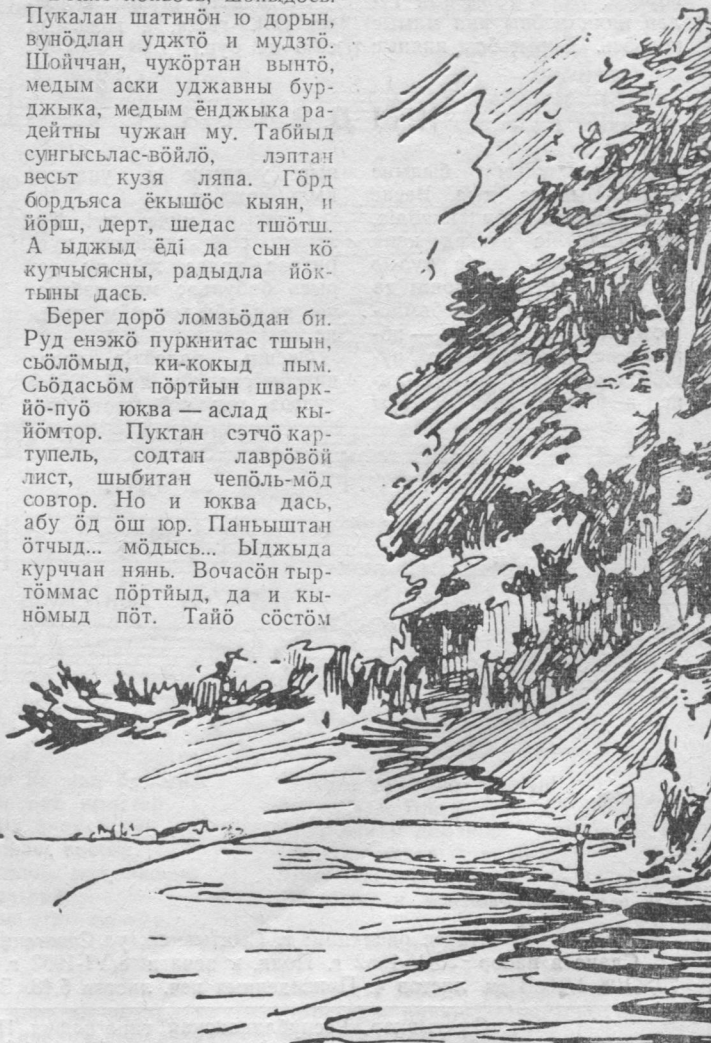 Пукалан шатинӧн ю дорын,
вунӧдлан уджтӧ и мудзтӧ.
Шойччан, чукӧртан вынтӧ,
медым аски уджавны бур-
джыка, медым ёнджыка ра-
дейтны чужан му. Табйыд
сунгысьлас-вӧйлӧ, лэптан
весьт кузя ляпа. Гӧрд
бордъяса ёкышӧс кыян, и
йӧрш, дерт, шедас тшӧтш.
А ыджыд ёді да сын кӧ
кутчысясны, радыдла йӧк-
тыны дась.
Берег дорӧ ломзьӧдан би.
Руд енэжӧ пуркнитас тшын,
сьӧлӧмыд, ки-кокыд пым.
Сьӧдасьӧм пӧртйын шварк-
йӧ-пуӧ юква — аслад кы-
йӧмтор. Пуктан сэтчӧ кар-
тупель, содтан лаврӧвӧй
лист, шыбитан чепӧль-мӧд
совтор. Но и юква дась,
абу ӧд ӧш юр. Паньыштан
ӧтчыд... мӧдысь... Ыджыда
курччан нянь. Вочасӧн тыр-
тӧммас пӧртйыд, да и кы-
нӧмыд пӧт. Тайӧ сӧстӧм